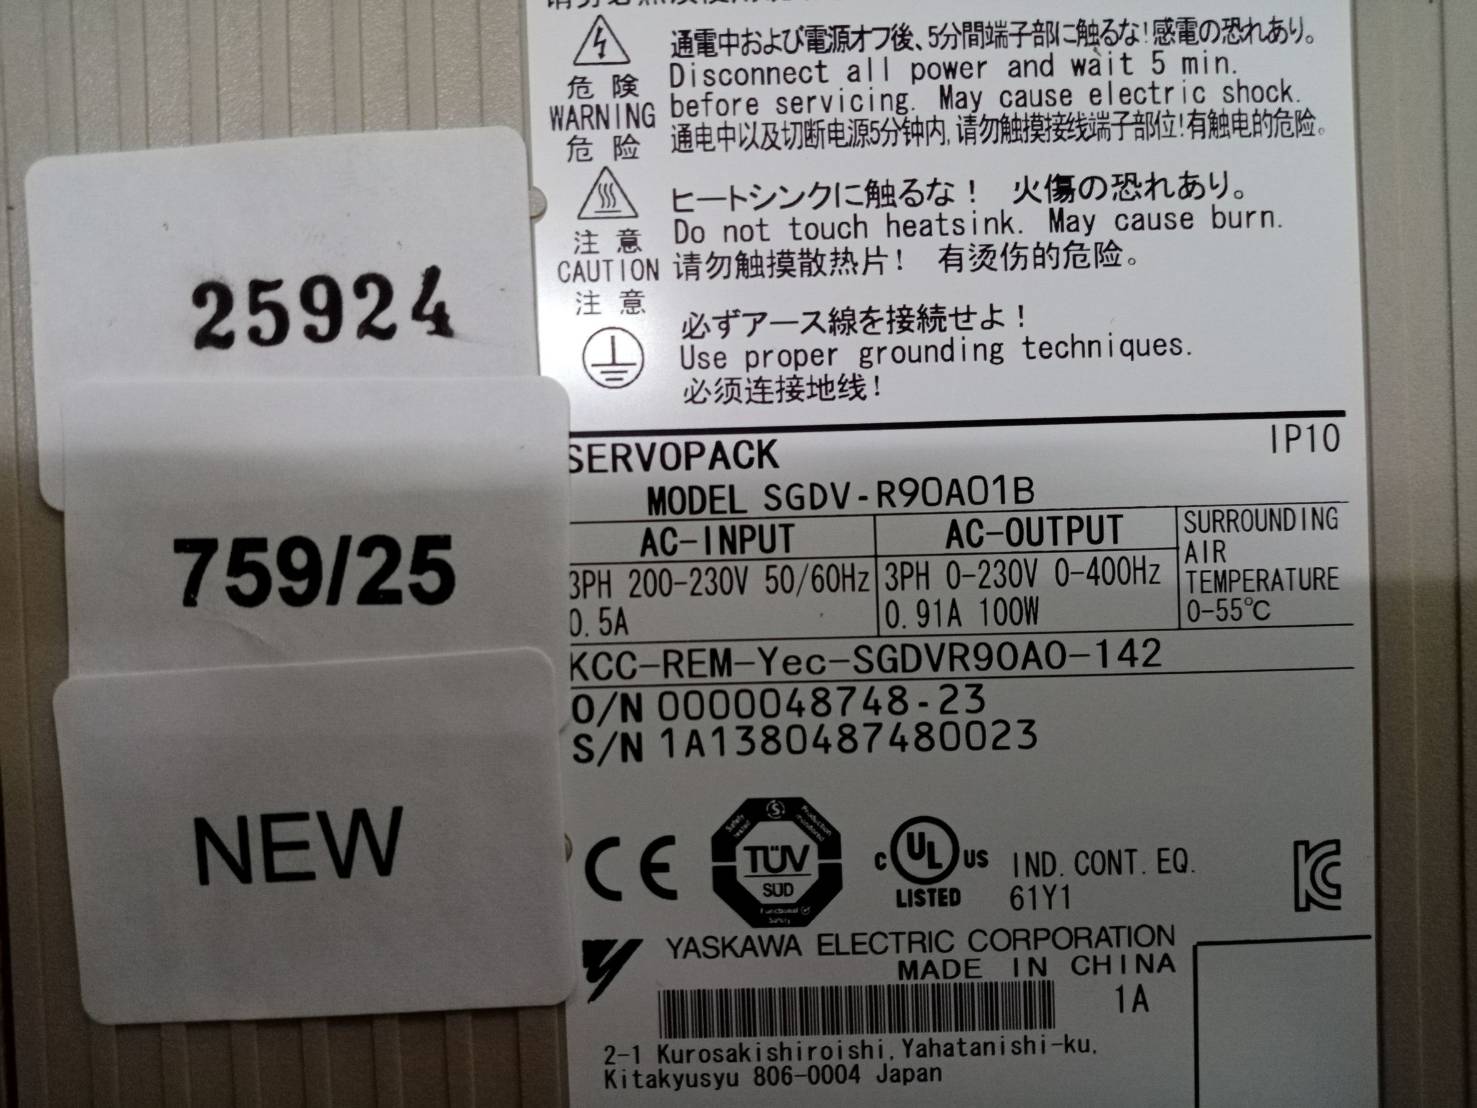 危険
WARNING
危险
通電中および電源オフ後、5分間端子部に触るな!感電の恐れあり。
Disconnect all power and wait 5 min.
before servicing. May cause electric shock.
通电中以及切断电源5分钟内,请勿触摸接线端子部位!有触电的危险。
注意
CAUTION
注意
ヒートシンクに触るな! 火傷の恐れあり。
Do not touch heatsink. May cause burn.
请勿触摸散热片! 有烫伤的危险。
必ずアース線を接続せよ!
Use proper grounding techniques.
必须连接地线!
25924
759/25
NEW
SERVOPACK IP10
MODEL SGDV-R90A01B
AC-INPUT
3PH 200-230V 50/60Hz
0.5A
AC-OUTPUT
3PH 0-230V 0-400Hz
0.91A 100W
SURROUNDING
AIR
TEMPERATURE
0-55℃
KCC-REM-Yec-SGDVR90A0-142
O/N 0000048748-23
S/N 1A1380487480023
CE
Safety tested
Production monitored
TÜV
SÜD
Functional Safety
C UL US
LISTED
IND. CONT. EQ.
61Y1
YASKAWA ELECTRIC CORPORATION
MADE IN CHINA
1A
2-1 Kurosakishiroishi, Yahatanishi-ku,
Kitakyusyu 806-0004 Japan